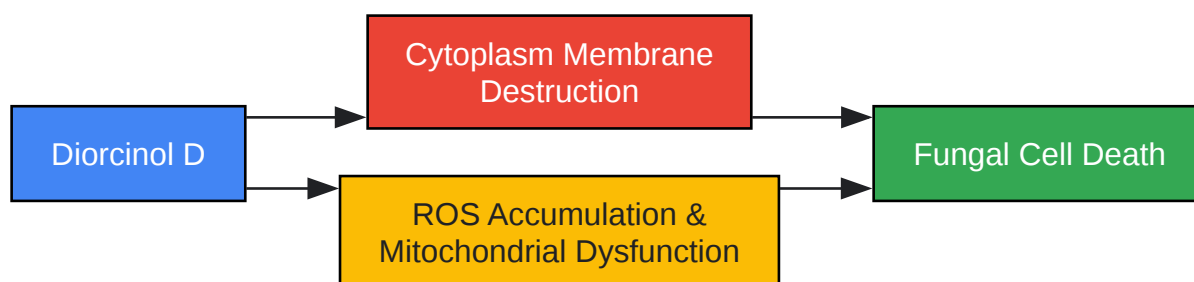 Cytoplasm Membrane
Destruction
Diorcinol D
Fungal Cell Death
ROS Accumulation &
Mitochondrial Dysfunction